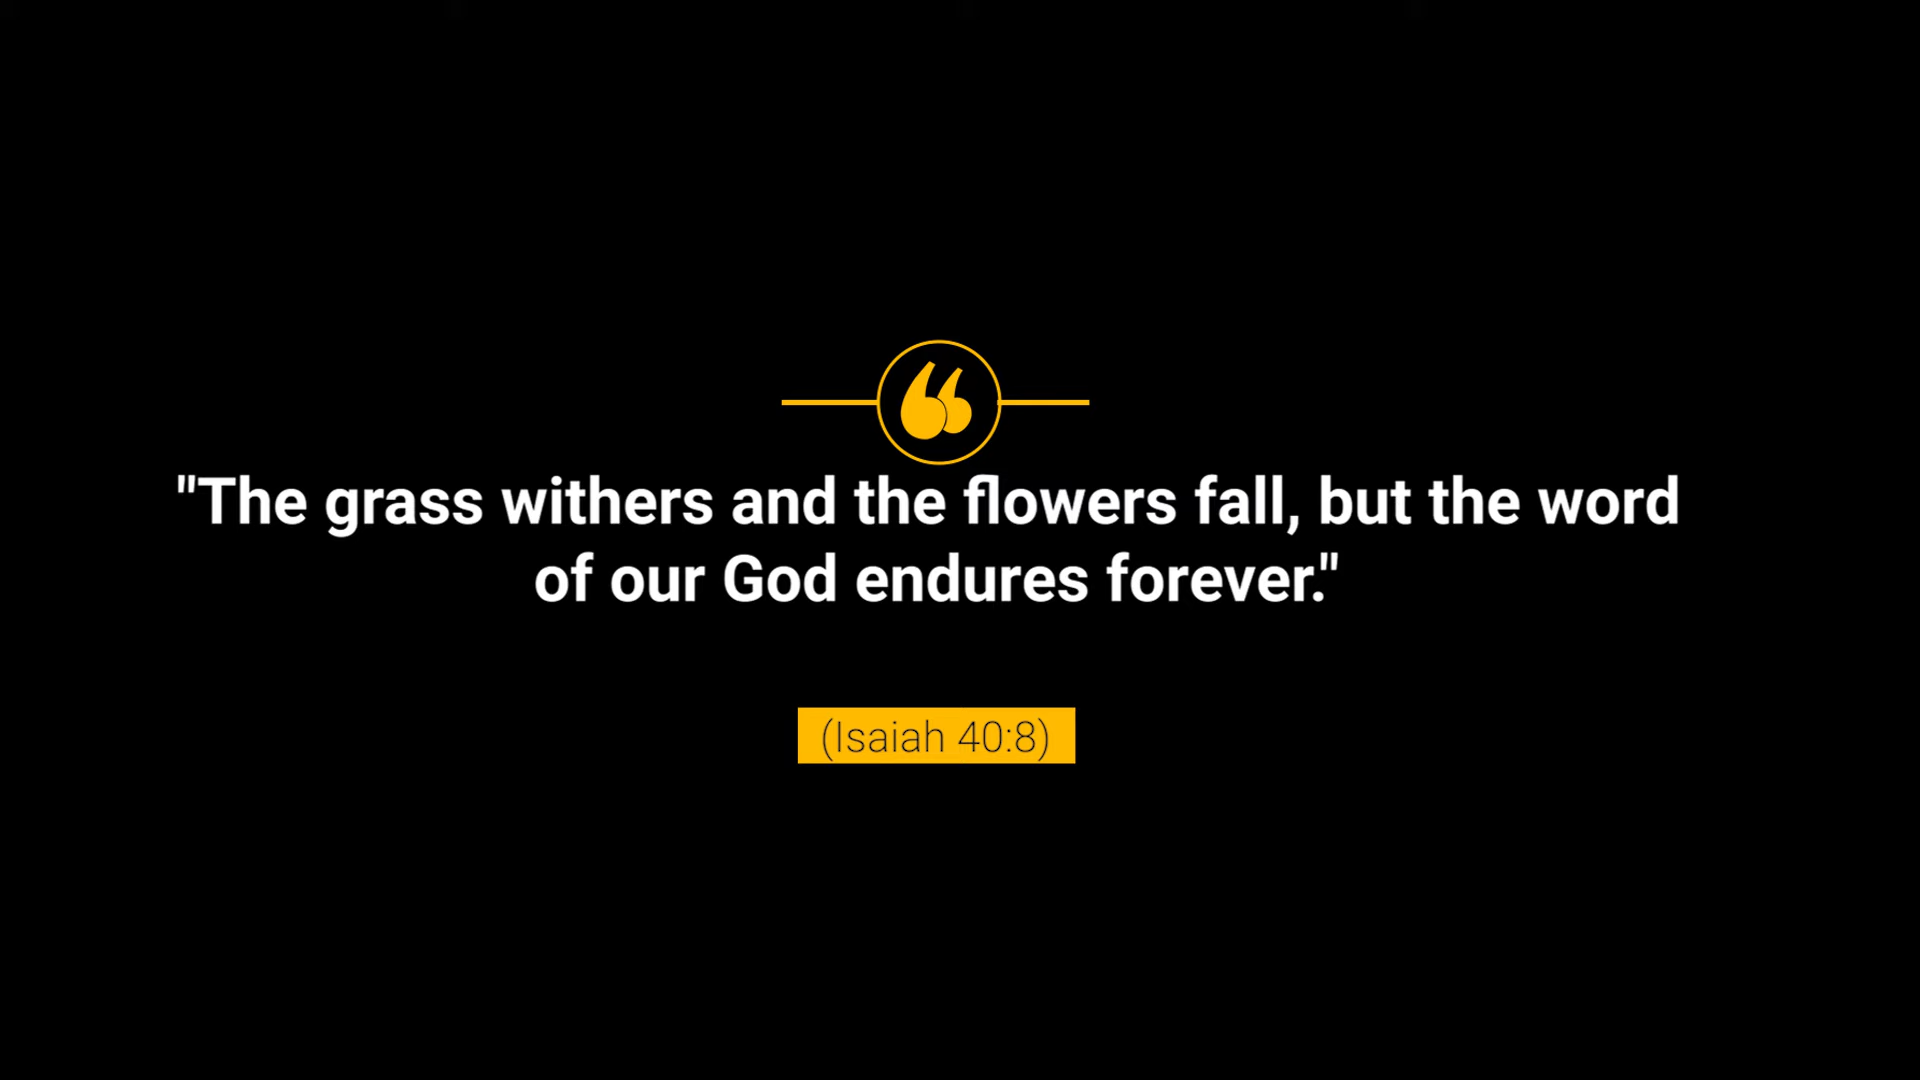 "The grass withers and the flowers fall, but the word
of our God endures forever."
(Isaiah 40:8)